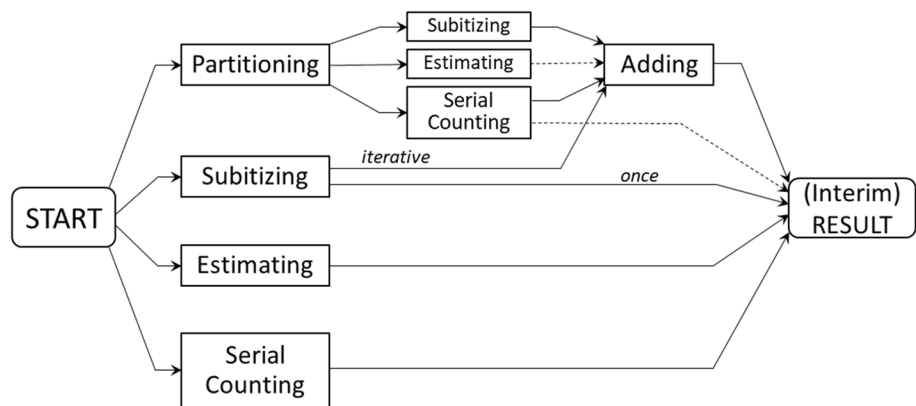 Subitizing
Partitioning
Estimating
Adding
Serial
Counting
iterative
Subitizing
once
START
(Interim)
RESULT
Estimating
Serial
Counting